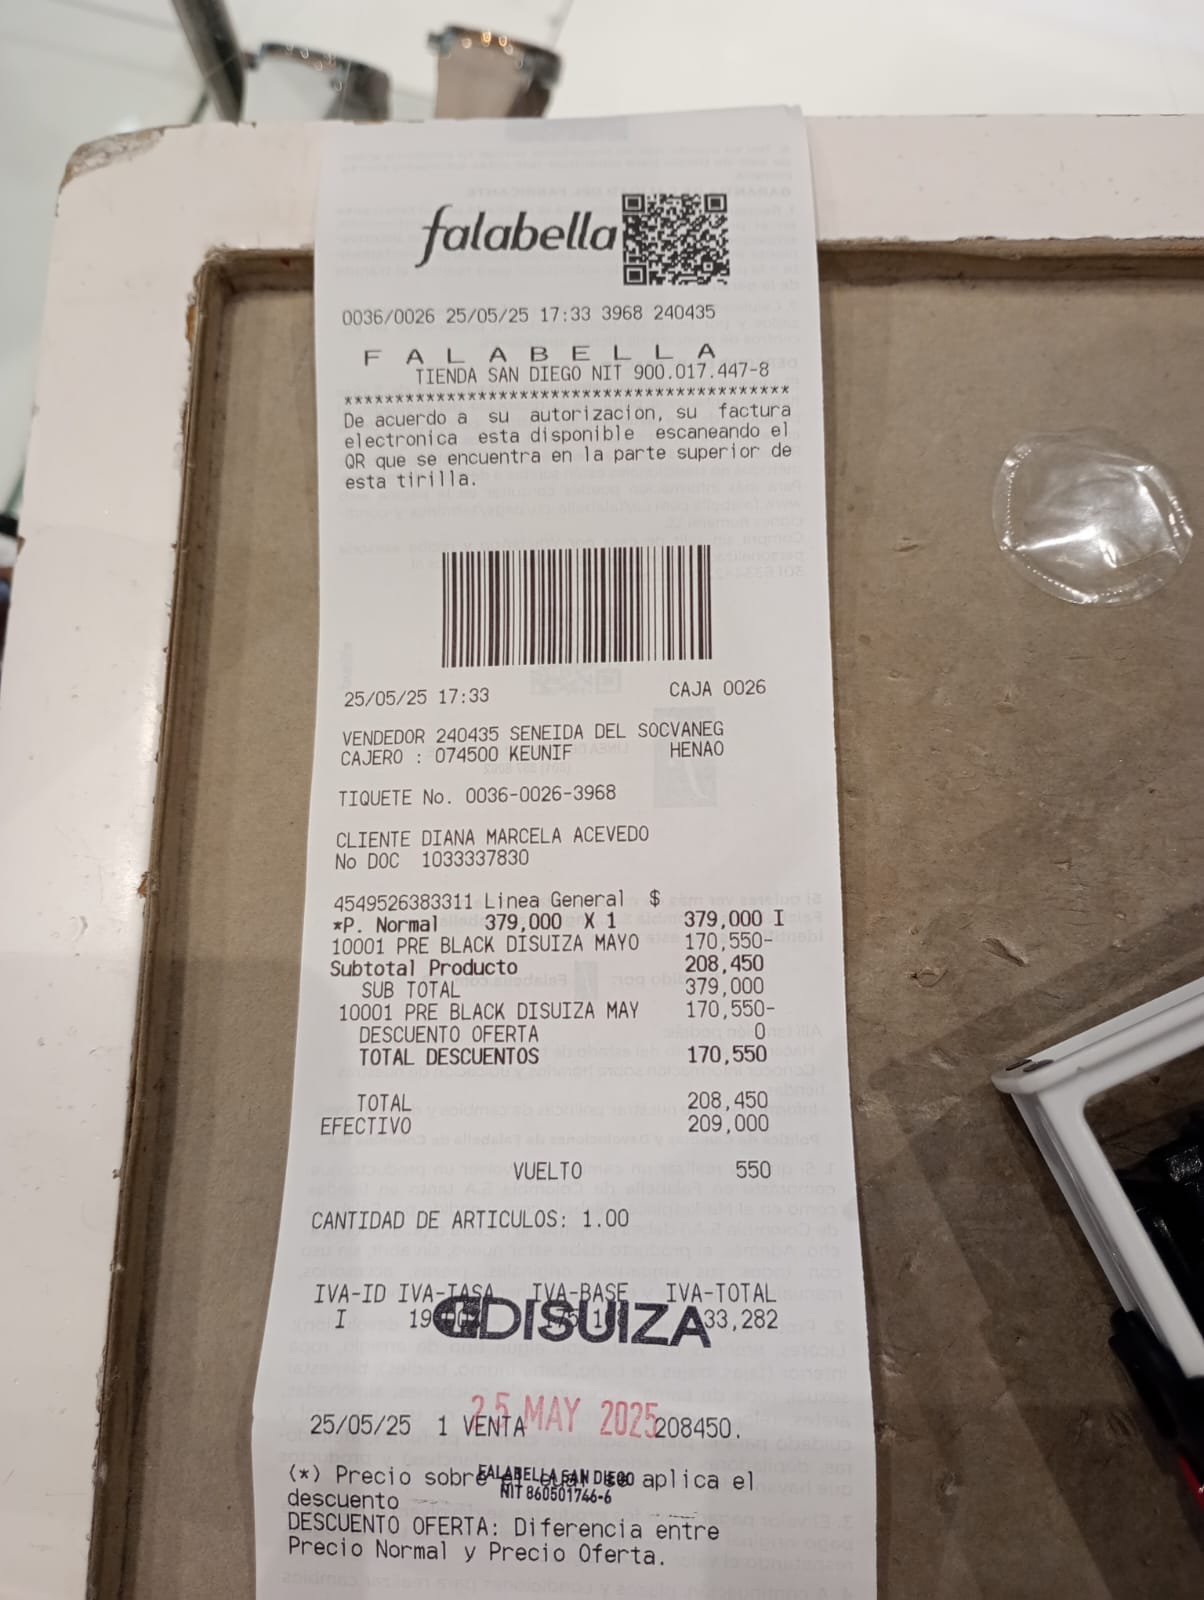 falabella
0036/0026 25/05/25 17:33 3968 240435
F A L A B E L L A
TIENDA SAN DIEGO NIT 900.017.447-8
******************************************
De acuerdo a su autorizacion, su factura
electronica esta disponible escaneando el
QR que se encuentra en la parte superior de
esta tirilla.
25/05/25 17:33 CAJA 0026
VENDEDOR 240435 SENEIDA DEL SOCVANEG
CAJERO : 074500 KEUNIF HENAO
TIQUETE No. 0036-0026-3968
CLIENTE DIANA MARCELA ACEVEDO
No DOC 1033337830
4549526383311 Linea General $
*P. Normal 379,000 X 1 379,000 I
10001 PRE BLACK DISUIZA MAYO 170,550-
Subtotal Producto 208,450
SUB TOTAL 379,000
10001 PRE BLACK DISUIZA MAY 170,550-
DESCUENTO OFERTA 0
TOTAL DESCUENTOS 170,550
TOTAL 208,450
EFECTIVO 209,000
VUELTO 550
CANTIDAD DE ARTICULOS: 1.00
IVA-ID IVA-TASA IVA-BASE IVA-TOTAL
I 33,282
DISUIZA
25 MAY 2025
25/05/25 1 VENTA 208450.
FALABELLA SAN DIEGO
NIT 860501746-6
(*) Precio sobre el aplica el
descuento
DESCUENTO OFERTA: Diferencia entre
Precio Normal y Precio Oferta.